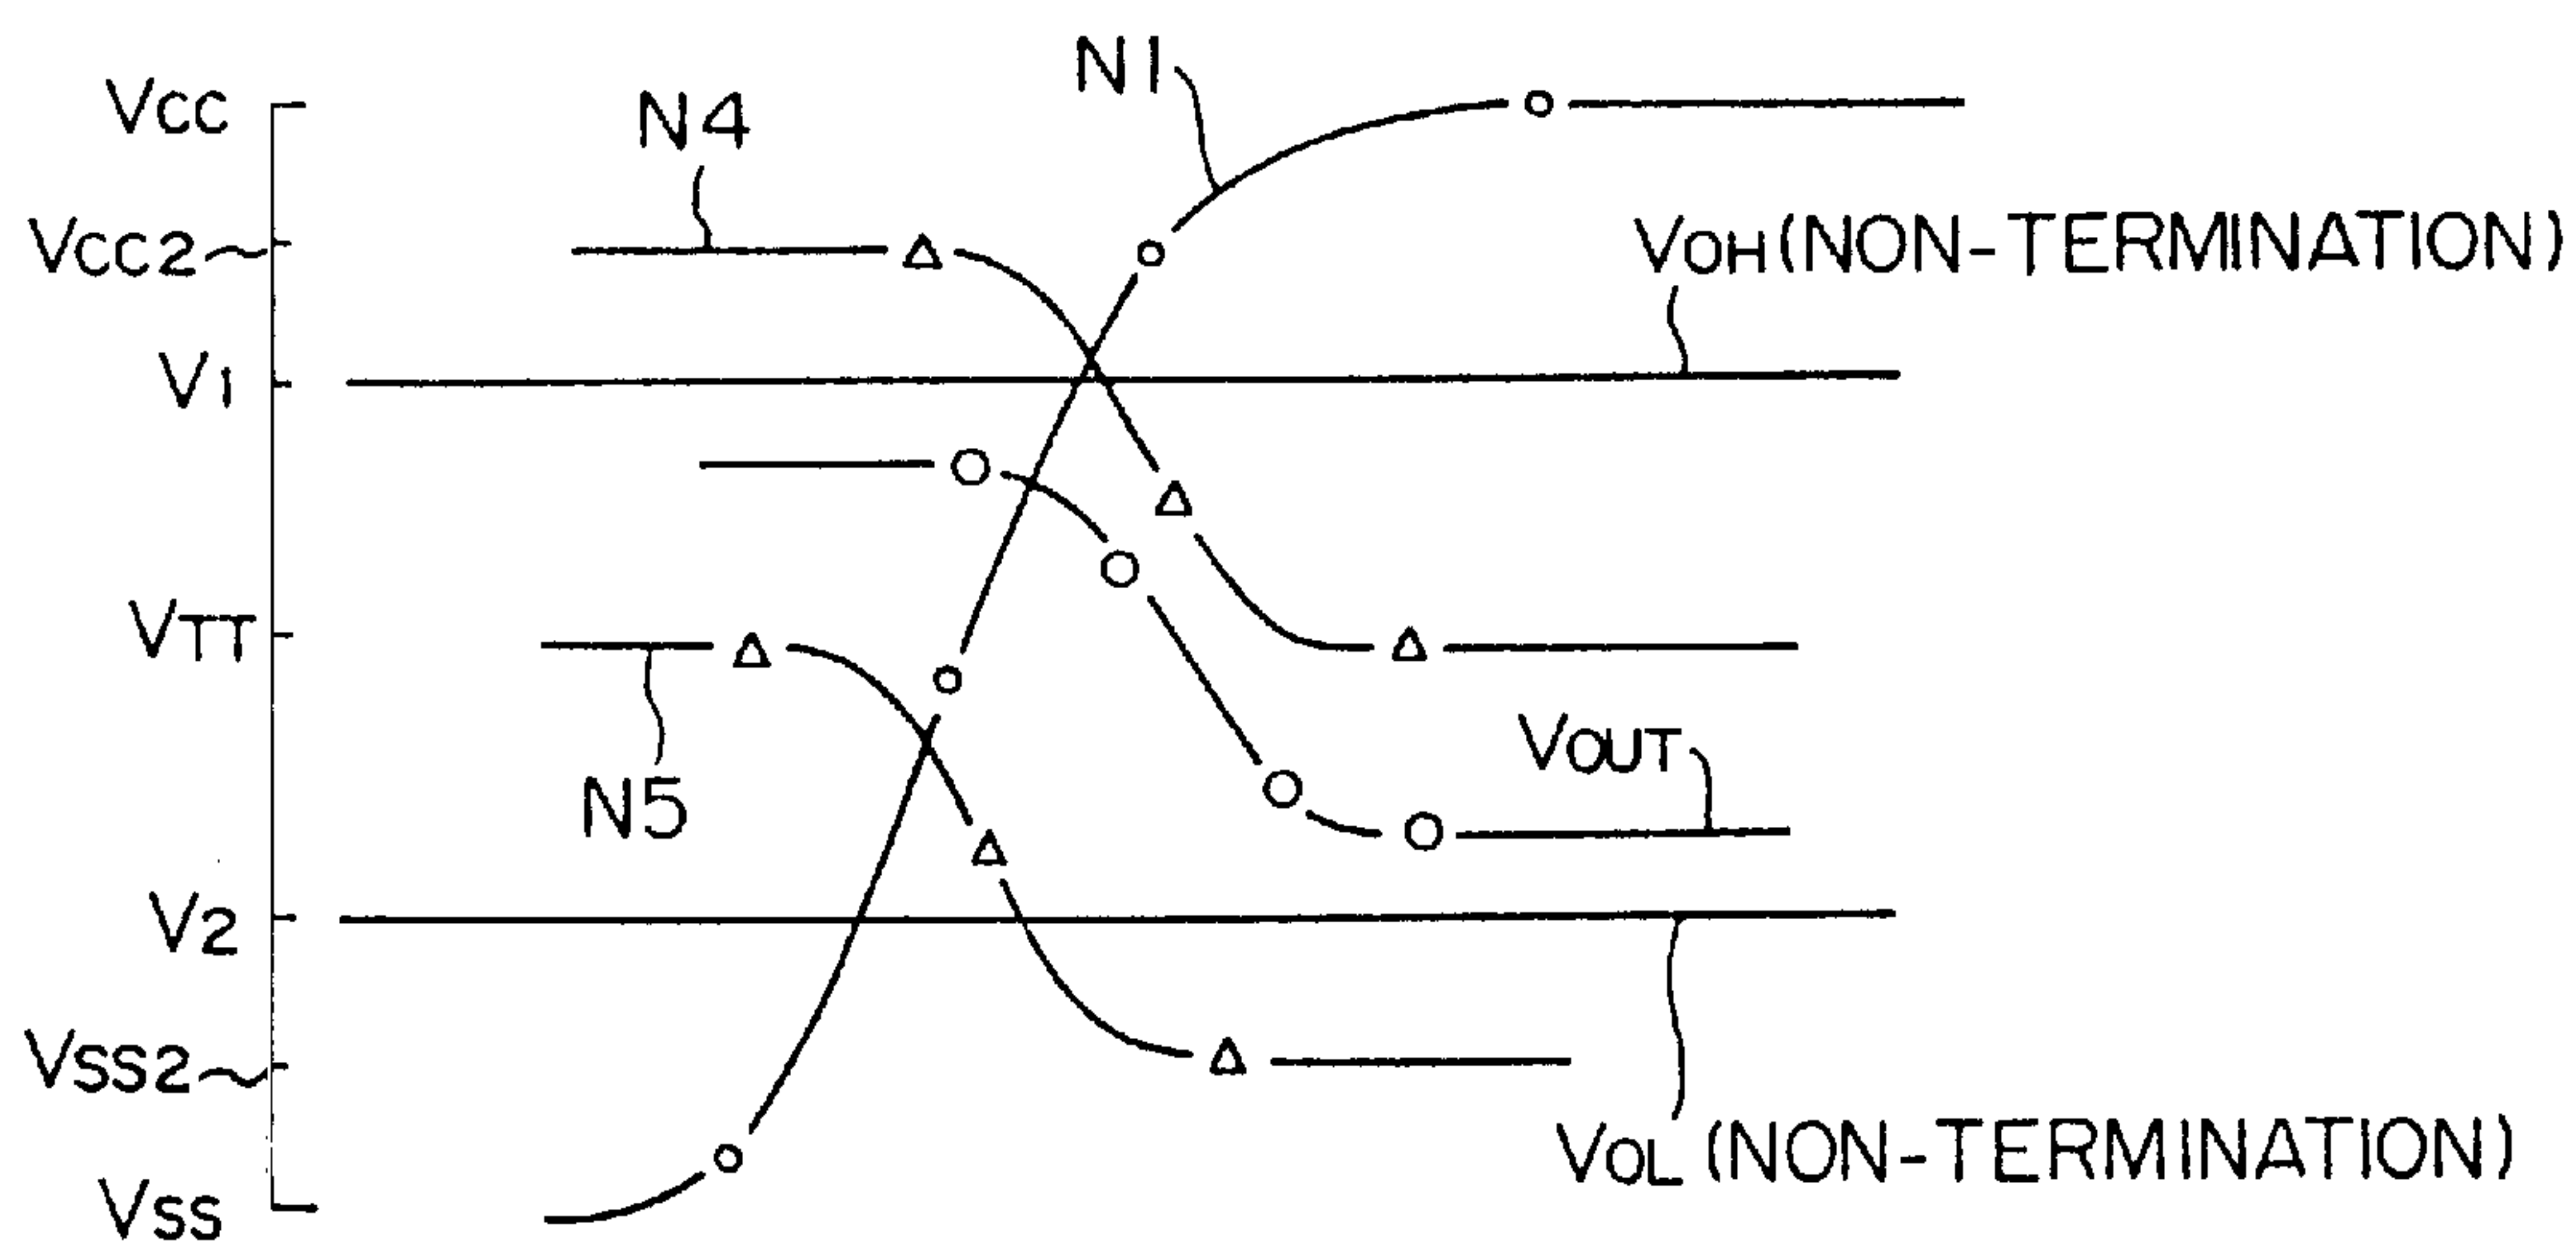 N1
VCC
N4
VCC2
VOH (NON-TERMINATION)
V1
VTT
VOUT
N5
V2
VSS2
VOL (NON-TERMINATION)
VSS